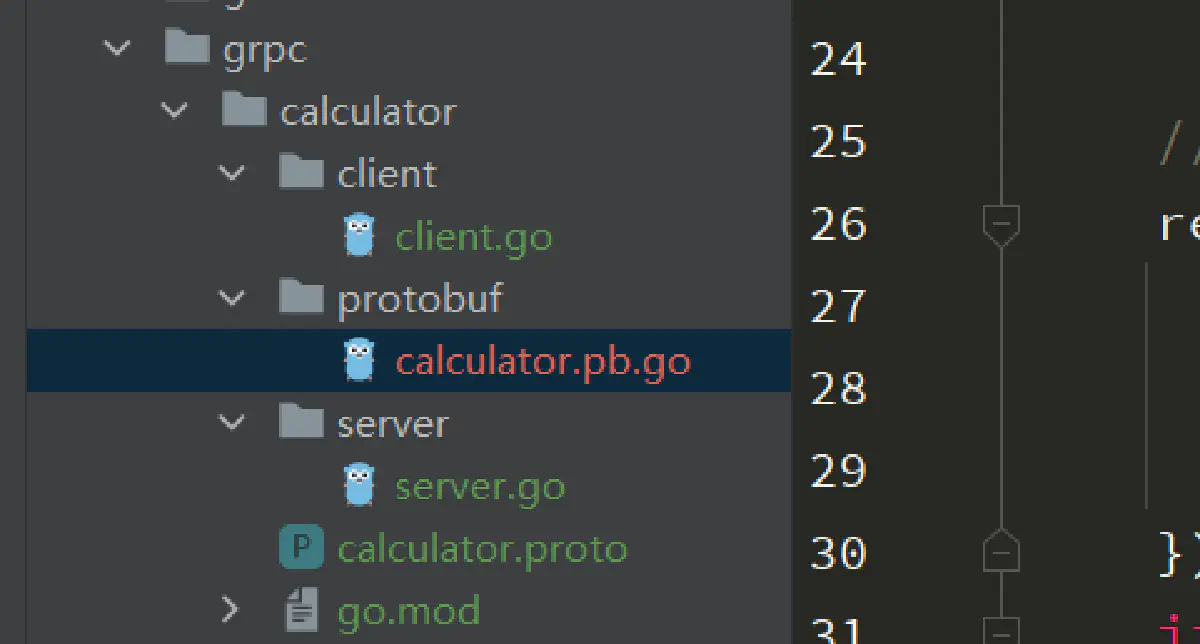 grpc
calculator
client
client.go
protobuf
calculator.pb.go
server
server.go
P calculator.proto
go.mod
24
25 //
26 re
27
28
29
30 })
31